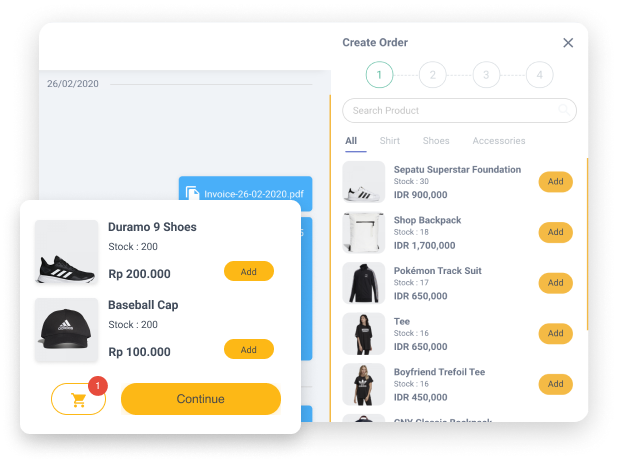 Create Order
1
2
3
4
26/02/2020
Search Product
All
Shirt
Shoes
Accessories
Sepatu Superstar Foundation
Stock : 30
IDR 900,000
Add
Invoice-26-02-2020.pdf
Shop Backpack
Stock : 18
IDR 1,700,000
Add
5
Pokémon Track Suit
Stock : 17
IDR 650,000
Add
Tee
Stock : 16
IDR 650,000
Add
Boyfriend Trefoil Tee
Stock : 16
IDR 450,000
Add
CNY Classic Backpack
Duramo 9 Shoes
Stock : 200
Rp 200.000
Add
Baseball Cap
Stock : 200
Rp 100.000
Add
1
Continue